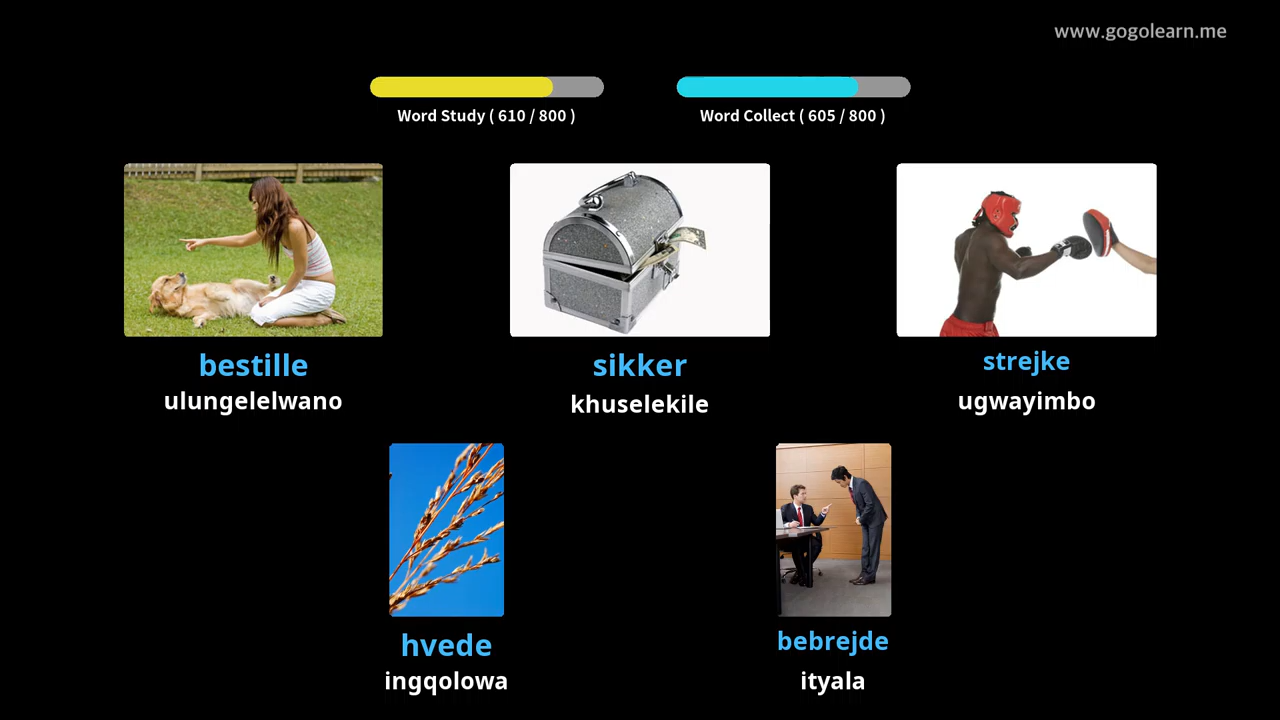 www.gogolearn.me
Word Study ( 610 / 800 )
Word Collect ( 605 / 800 )
bestille
ulungelelwano
sikker
khuselekile
strejke
ugwayimbo
hvede
ingqolowa
bebrejde
ityala